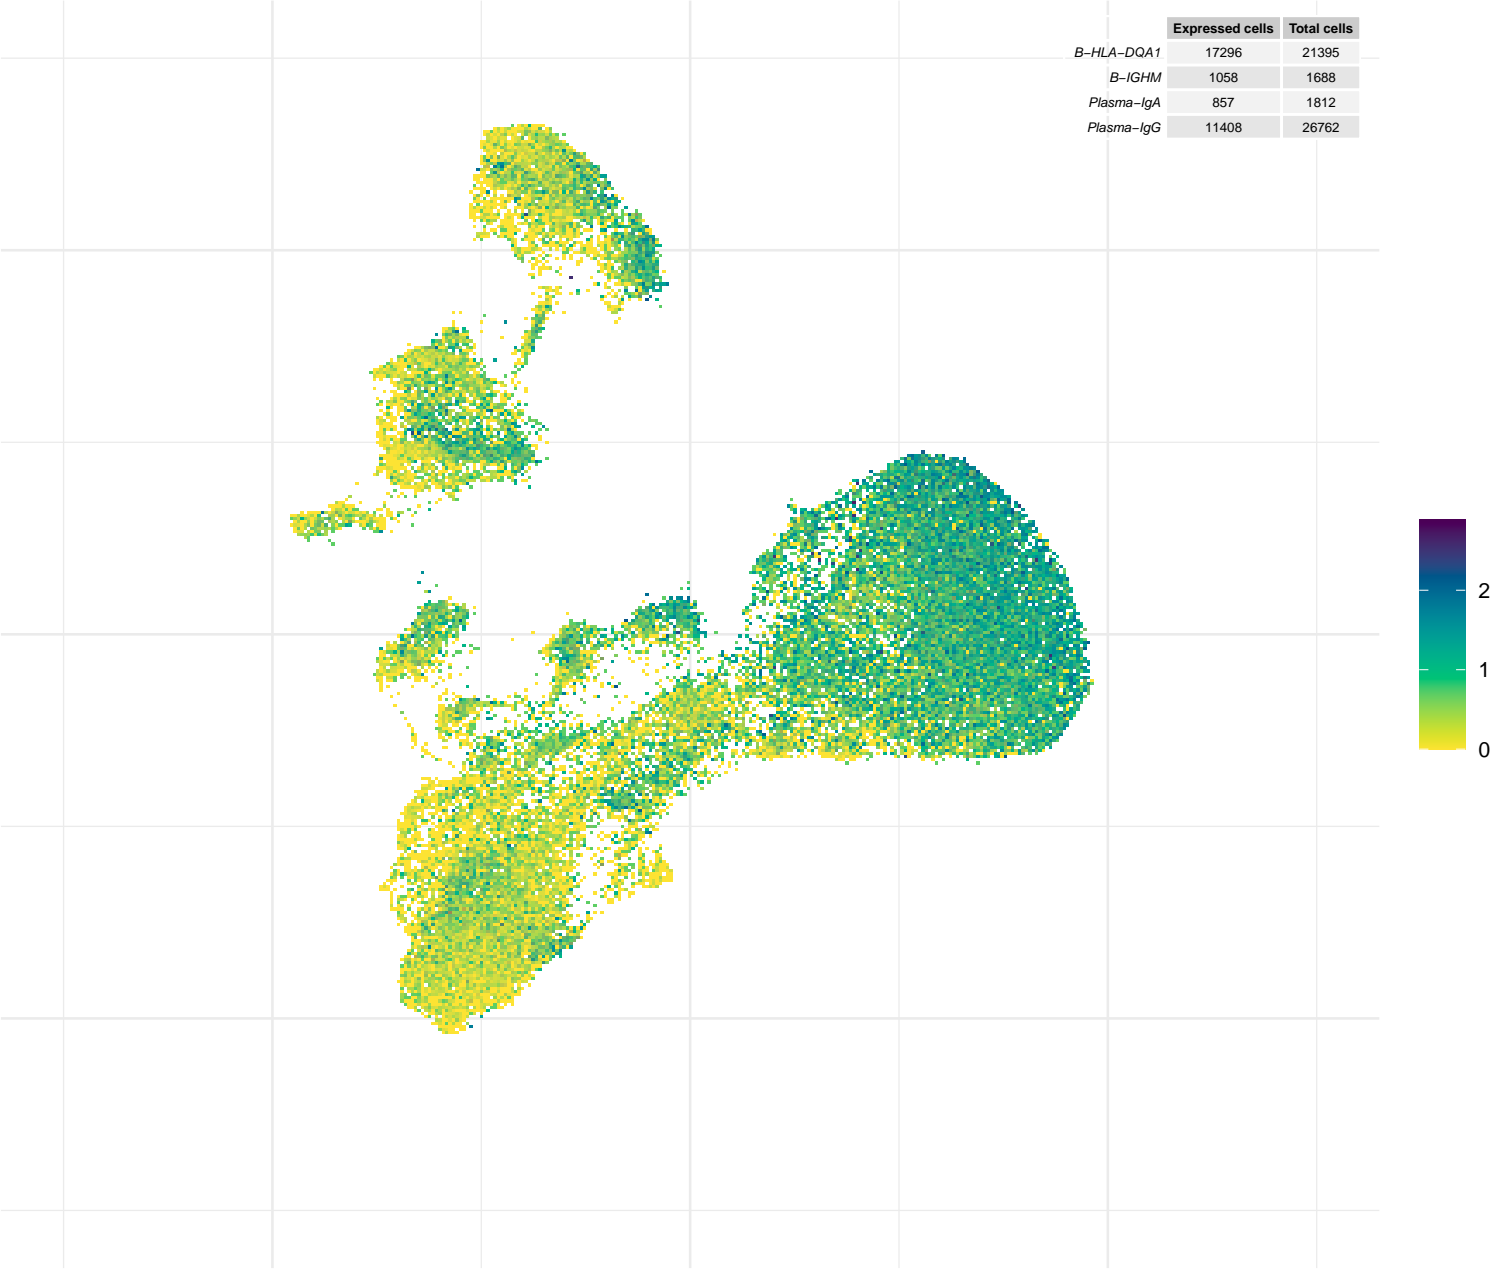 Expressed cells Total cells
B−HLA−DQA1 17296 21395
B−IGHM 1058 1688
Plasma−IgA 857 1812
Plasma−IgG 11408 26762
2
1
0